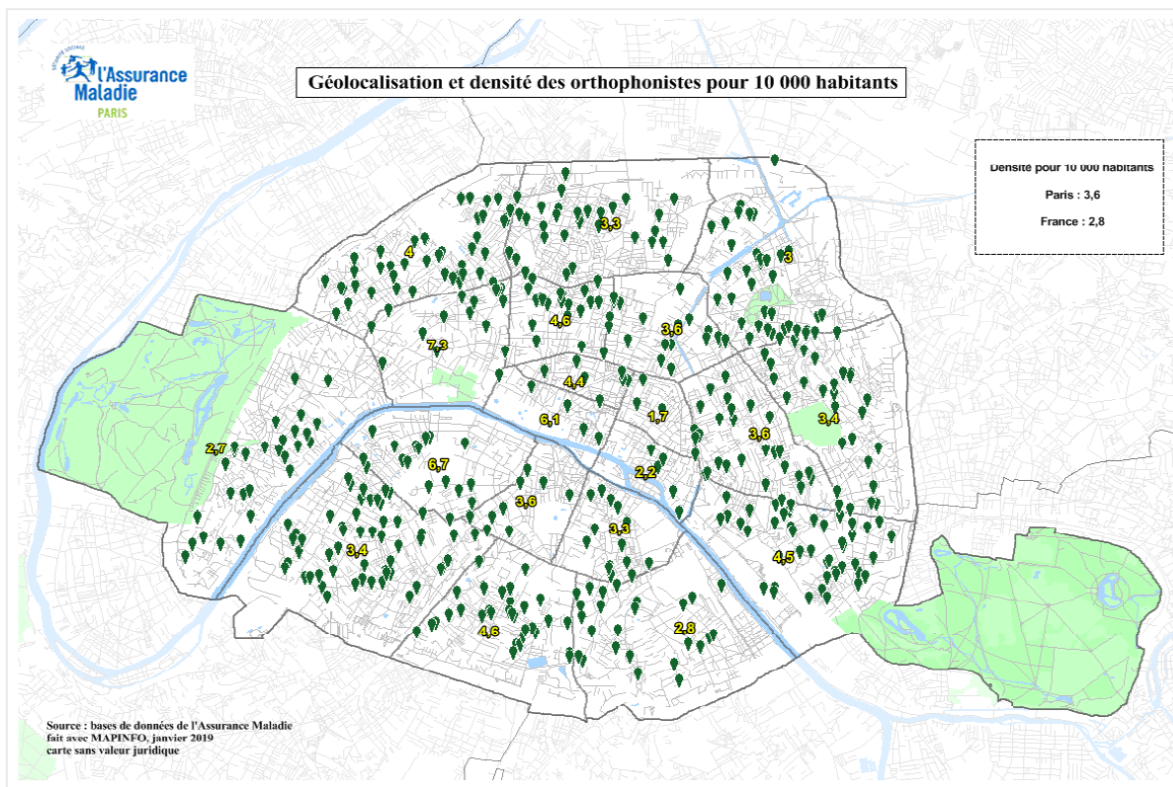 SÉCURITÉ SOCIALE
l'Assurance
Maladie
PARIS
Géolocalisation et densité des orthophonistes pour 10 000 habitants
Densité pour 10 000 habitants
Paris : 3,6
France : 2,8
3,3
4
3
4,6
3,6
7,3
4,4
6,1
1,7
3,6
3,4
2,7
6,7
2,2
3,6
3,3
3,4
4,5
4,6
2,8
Source : bases de données de l'Assurance Maladie
fait avec MAPINFO, janvier 2019
carte sans valeur juridique